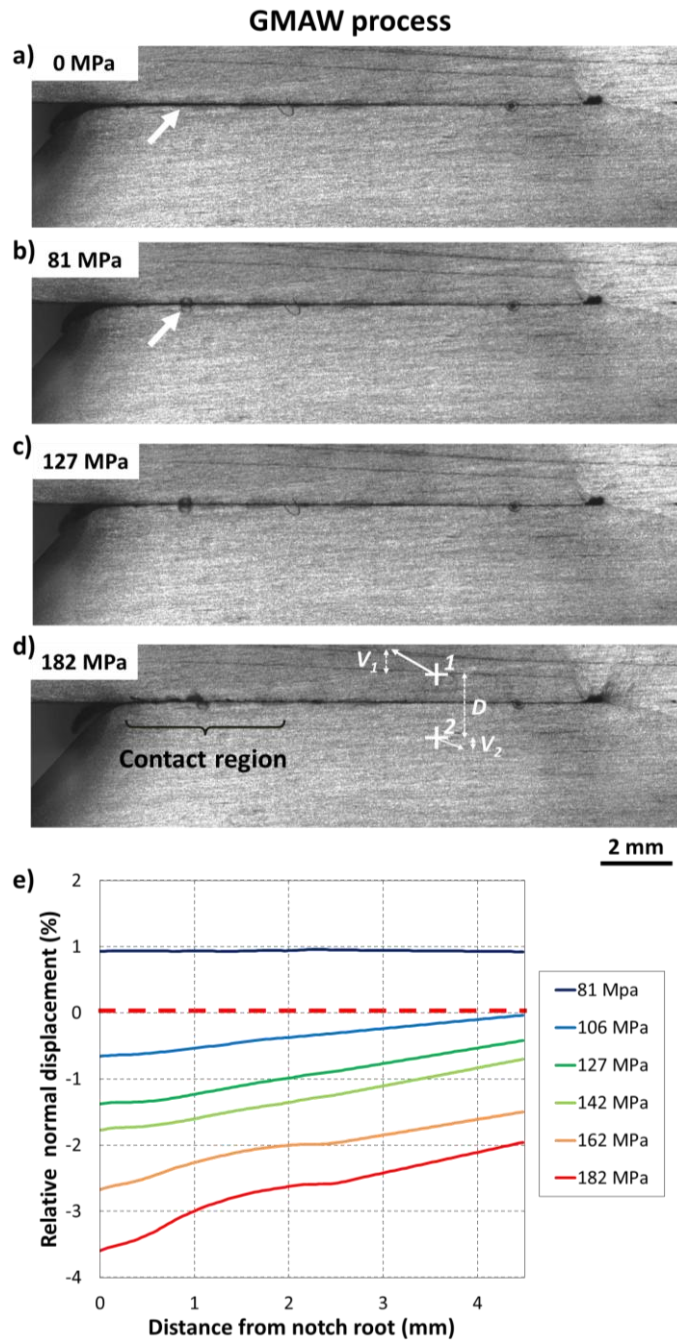 GMAW process
a)
0 MPa
b)
81 MPa
c)
127 MPa
d)
182 MPa
V1
1
D
2
V2
Contact region
2 mm
e)
Relative normal displacement (%)
2
1
0
-1
-2
-3
-4
0
1
2
3
4
Distance from notch root (mm)
81 Mpa
106 MPa
127 MPa
142 MPa
162 MPa
182 MPa